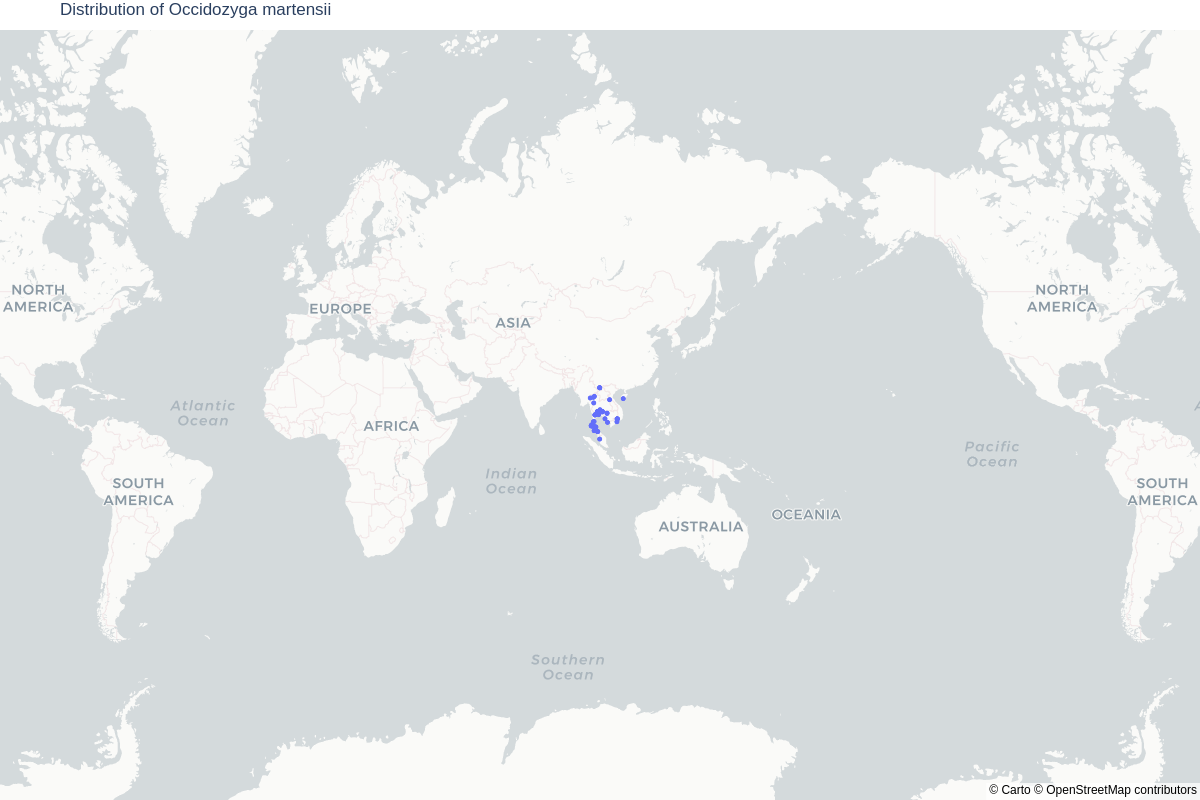 Distribution of Occidozyga martensii
NORTH
AMERICA
EUROPE
ASIA
NORTH
AMERICA
Atlantic
Ocean
AFRICA
Pacific
Ocean
Indian
Ocean
SOUTH
AMERICA
SOUTH
AMERICA
OCEANIA
AUSTRALIA
Southern
Ocean
© Carto © OpenStreetMap contributors